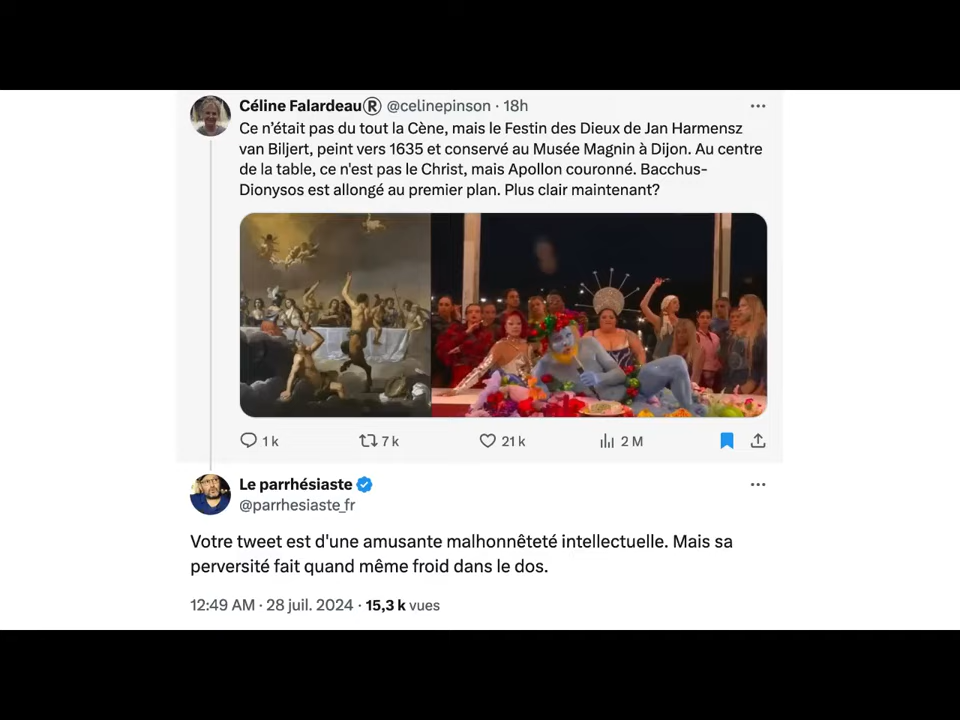 Céline Falardeau® @celinepinson · 18h
Ce n’était pas du tout la Cène, mais le Festin des Dieux de Jan Harmensz
van Biljert, peint vers 1635 et conservé au Musée Magnin à Dijon. Au centre
de la table, ce n'est pas le Christ, mais Apollon couronné. Bacchus-
Dionysos est allongé au premier plan. Plus clair maintenant?
1 k 7 k 21 k 2 M
Le parrhésiaste
@parrhesiaste_fr
Votre tweet est d'une amusante malhonnêteté intellectuelle. Mais sa
perversité fait quand même froid dans le dos.
12:49 AM · 28 juil. 2024 · 15,3 k vues